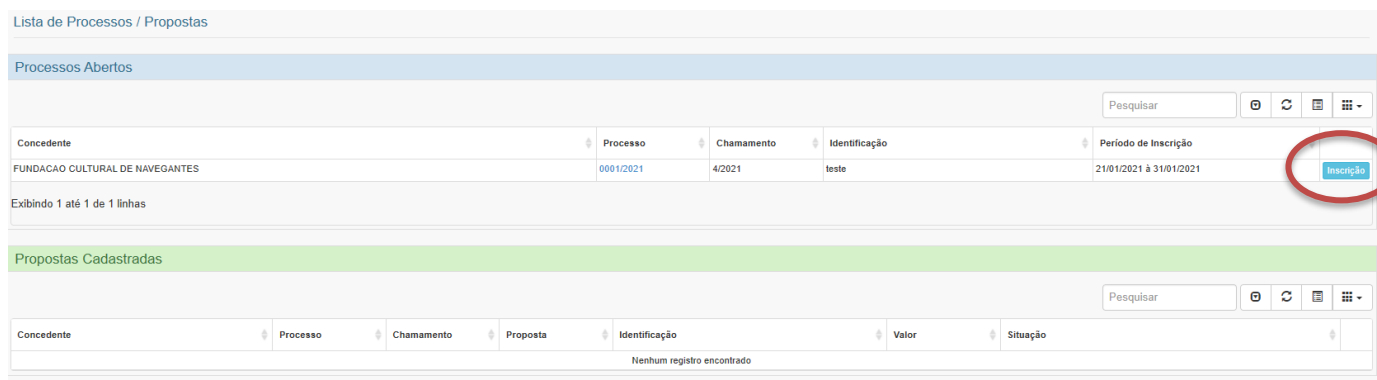 Lista de Processos / Propostas
Processos Abertos
Pesquisar
Concedente Processo Chamamento Identificação Período de Inscrição
FUNDACAO CULTURAL DE NAVEGANTES 0001/2021 4/2021 teste 21/01/2021 à 31/01/2021 Inscrição
Exibindo 1 até 1 de 1 linhas
Propostas Cadastradas
Pesquisar
Concedente Processo Chamamento Proposta Identificação Valor Situação
Nenhum registro encontrado